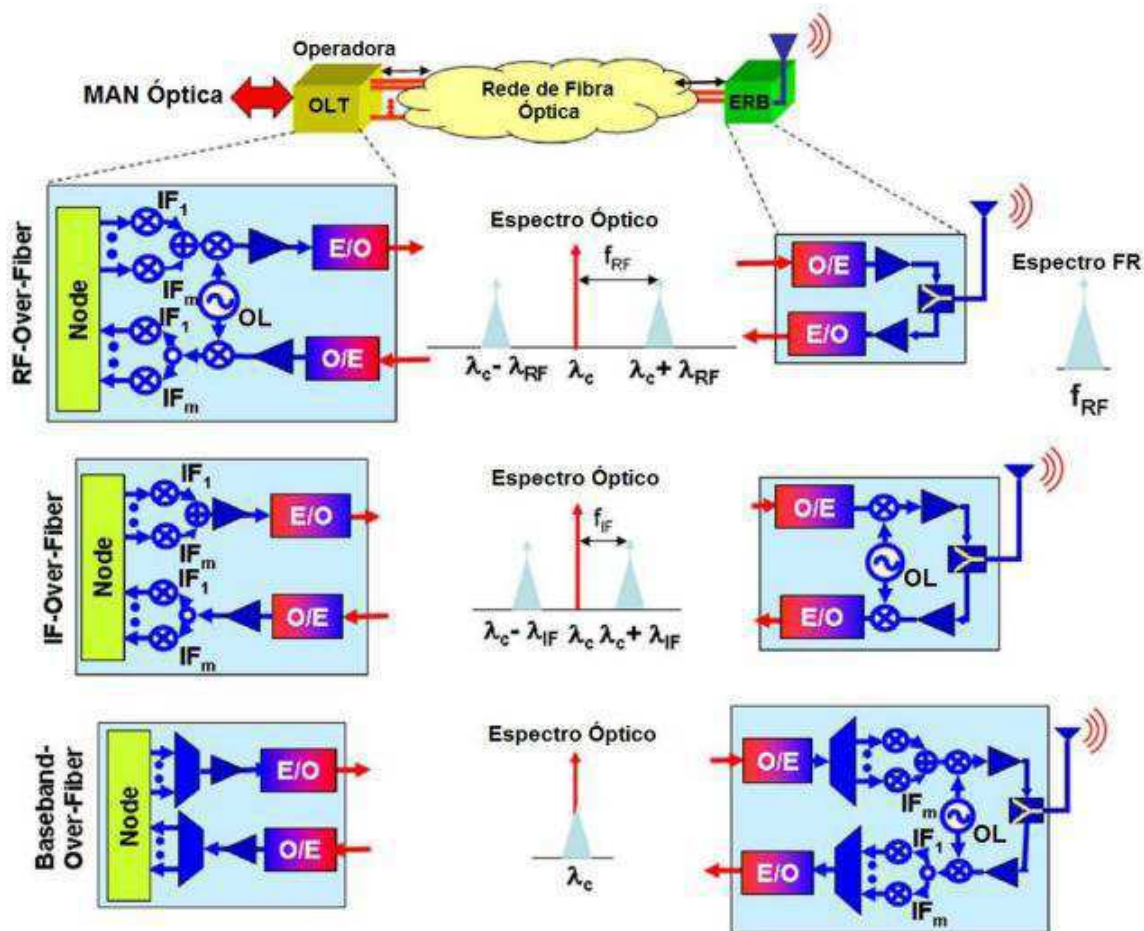 Operadora
MAN Óptica
OLT
Rede de Fibra
Óptica
ERB
RF-Over-Fiber
Node
IF1
IFm
OL
E/O
IF1
IFm
O/E
Espectro Óptico
fRF
λc- λRF
λc
λc+ λRF
O/E
E/O
Espectro FR
fRF
IF-Over-Fiber
Node
IF1
IFm
E/O
IF1
IFm
O/E
Espectro Óptico
fIF
λc- λIF
λc
λc+ λIF
O/E
OL
E/O
Baseband-
Over-Fiber
Node
E/O
O/E
Espectro Óptico
λc
O/E
IFm
OL
IF1
E/O
IFm